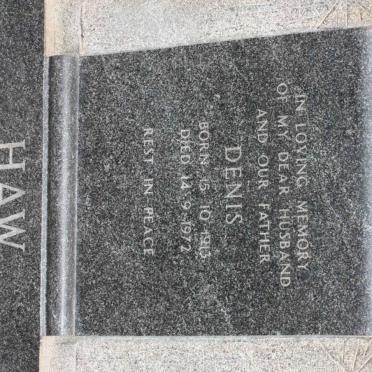 IN LOVING MEMORY
OF MY DEAR HUSBAND
AND OUR FATHER
DENIS
BORN 15.10.1913
DIED 14.9.1972
REST IN PEACE
HAW